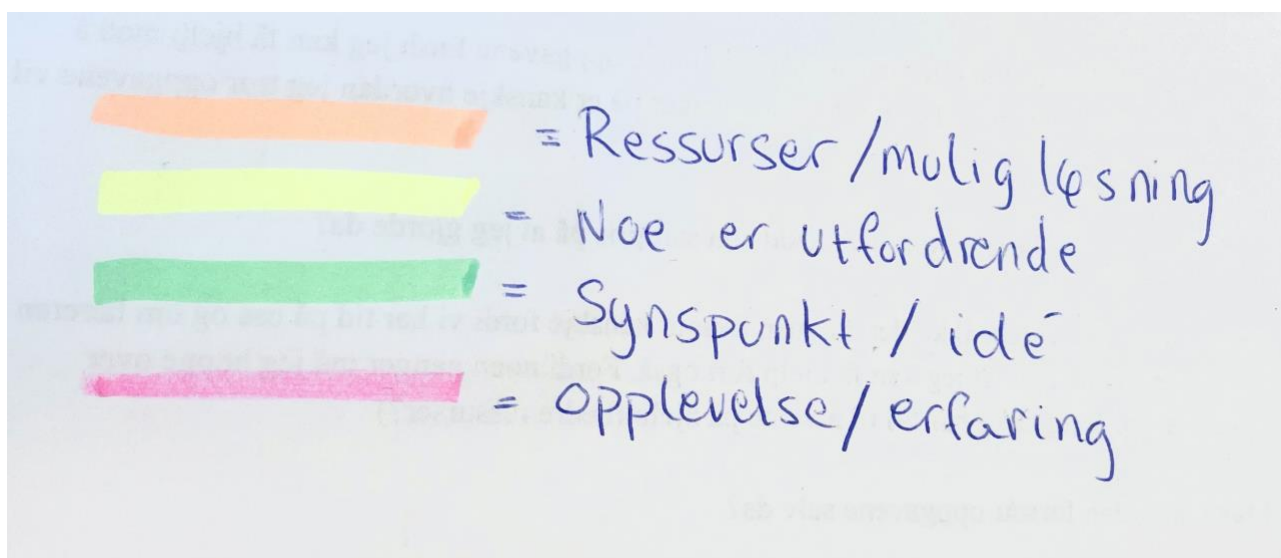 = Ressurser/mulig løsning
= Noe er utfordrende
= Synspunkt / idé
= Opplevelse/erfaring